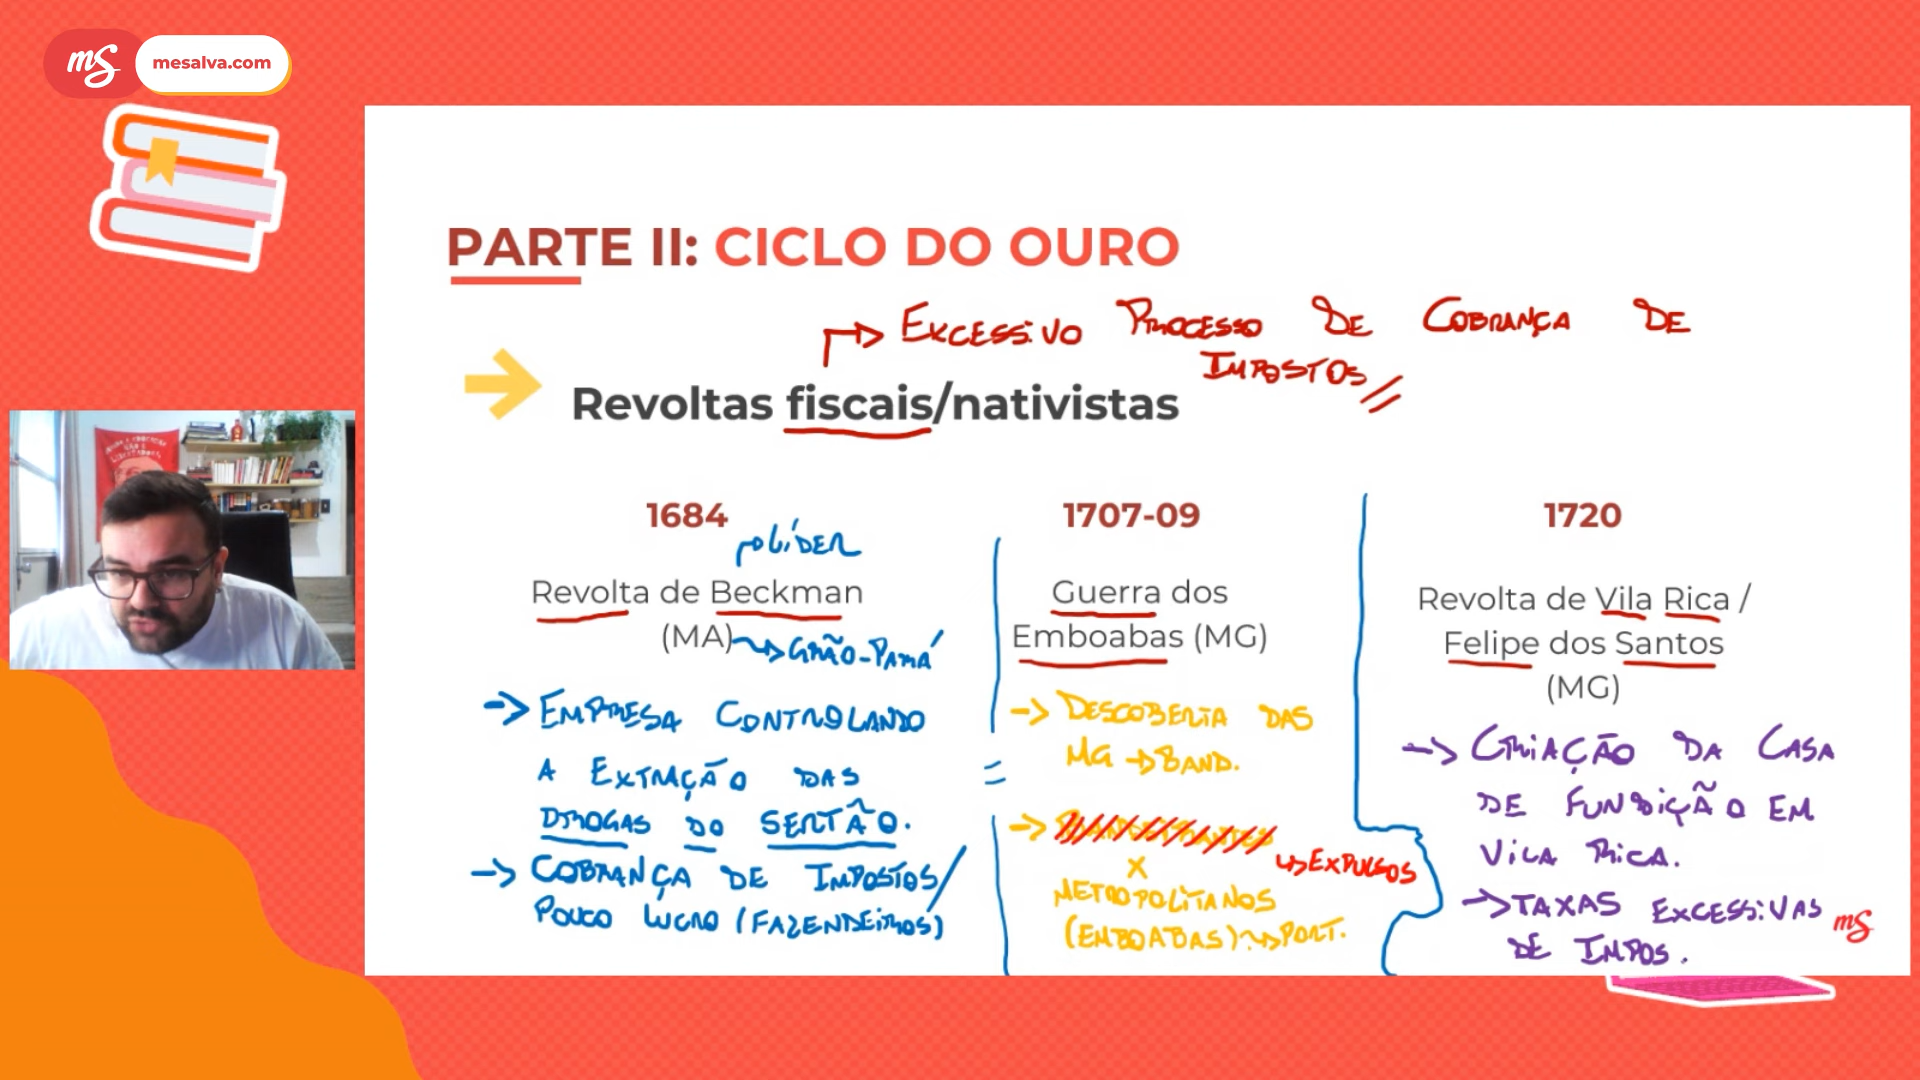 mS mesalva.com
PARTE II: CICLO DO OURO
EXCESSIVO PROCESSO DE COBRANÇA DE
IMPOSTOS //
Revoltas fiscais/nativistas
1684
LÍDER
Revolta de Beckman
(MA) GRÃO-PARÁ
→ EMPRESA CONTROLANDO
A EXTRAÇÃO DAS
DROGAS DO SERTÃO.
→ COBRANÇA DE IMPOSTOS/
POUCO LUCRO (FAZENDEIROS)
1707-09
Guerra dos
Emboabas (MG)
→ DESCOBERTA DAS
MG → BAND.
→ BANDEIRANTES EXPULSOS
X
METROPOLITANOS
(EMBOABAS) → PORT.
1720
Revolta de Vila Rica /
Felipe dos Santos
(MG)
→ CRIAÇÃO DA CASA
DE FUNDIÇÃO EM
VILA RICA.
→ TAXAS EXCESSIVAS
DE IMPOS.
mS